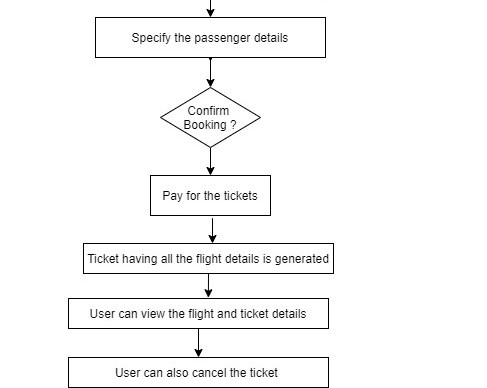 Specify the passenger details
Confirm
Booking ?
Pay for the tickets
Ticket having all the flight details is generated
User can view the flight and ticket details
User can also cancel the ticket